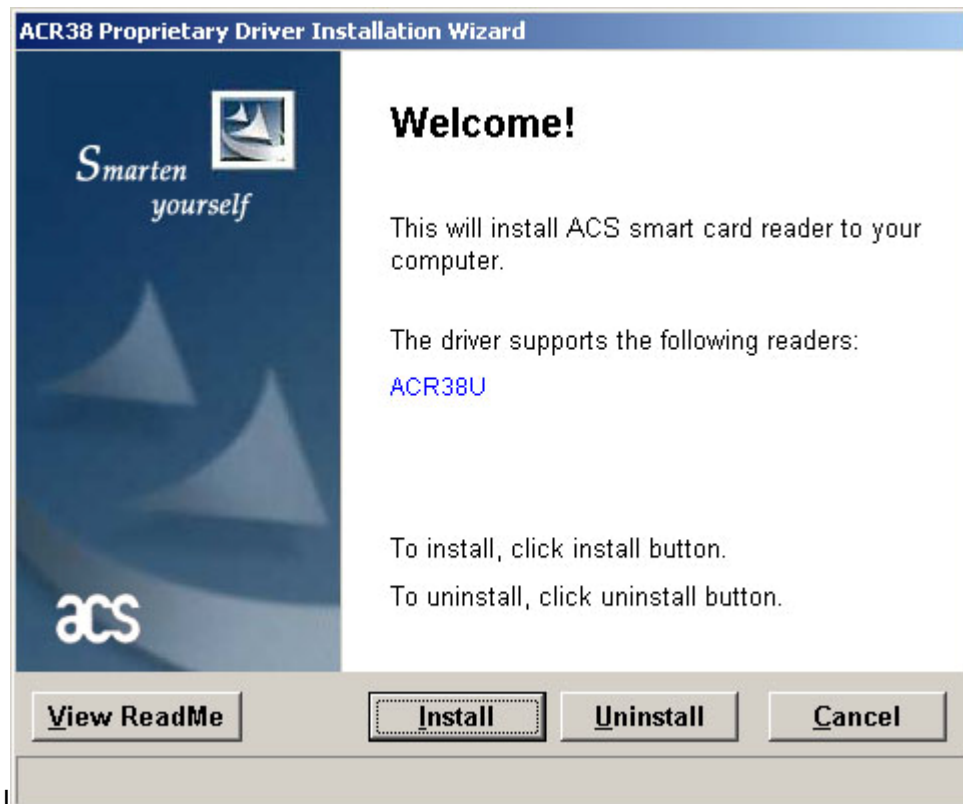 ACR38 Proprietary Driver Installation Wizard
Smarten
yourself
Welcome!
This will install ACS smart card reader to your
computer.
The driver supports the following readers:
ACR38U
To install, click install button.
To uninstall, click uninstall button.
acs
View ReadMe Install Uninstall Cancel